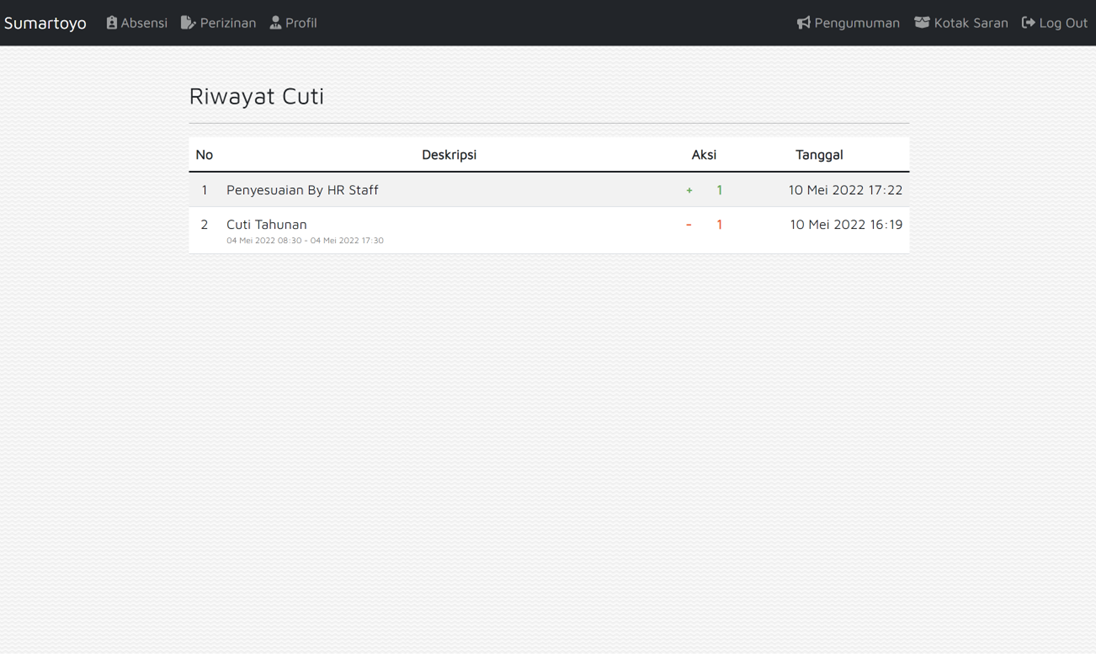 Sumartoyo Absensi Perizinan Profil Pengumuman Kotak Saran Log Out
Riwayat Cuti
No Deskripsi Aksi Tanggal
1 Penyesuaian By HR Staff + 1 10 Mei 2022 17:22
2 Cuti Tahunan - 1 10 Mei 2022 16:19
04 Mei 2022 08:30 - 04 Mei 2022 17:30